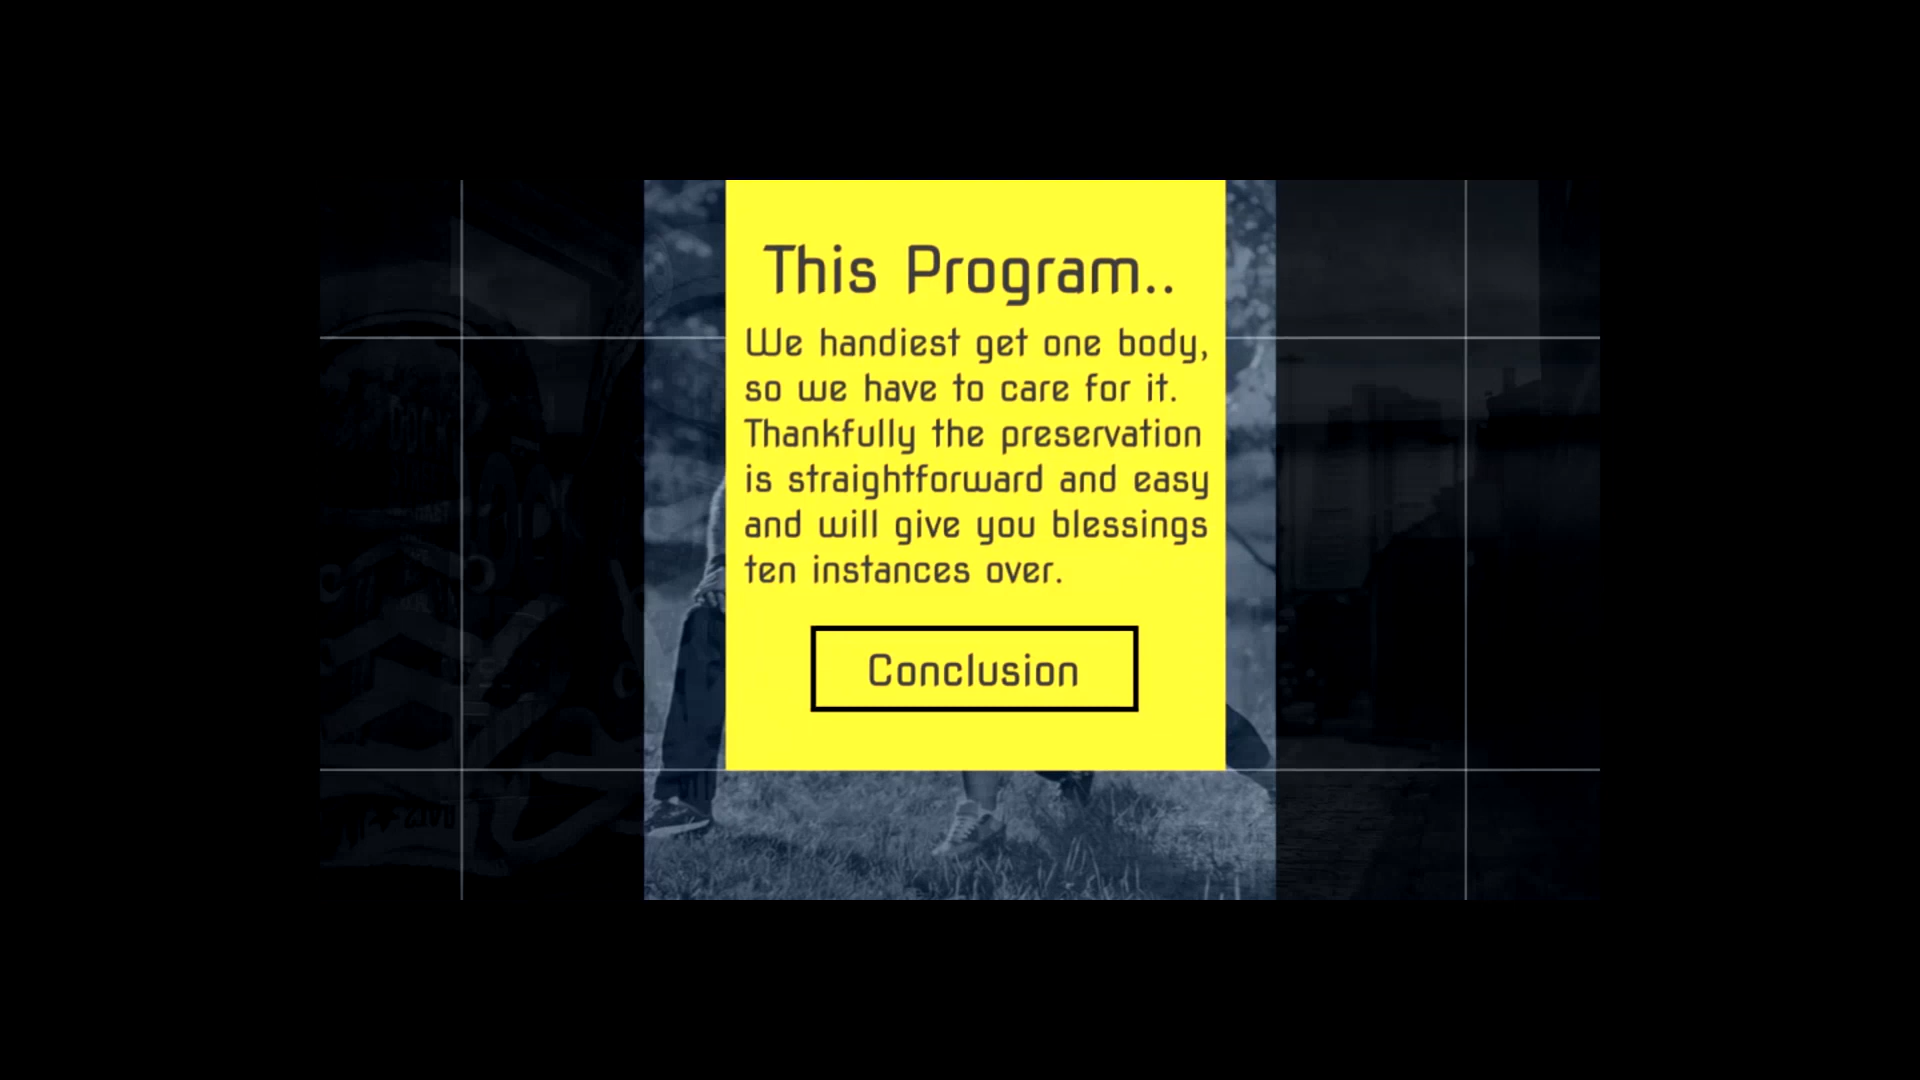 This Program..
We handiest get one body,
so we have to care for it.
Thankfully the preservation
is straightforward and easy
and will give you blessings
ten instances over.
Conclusion